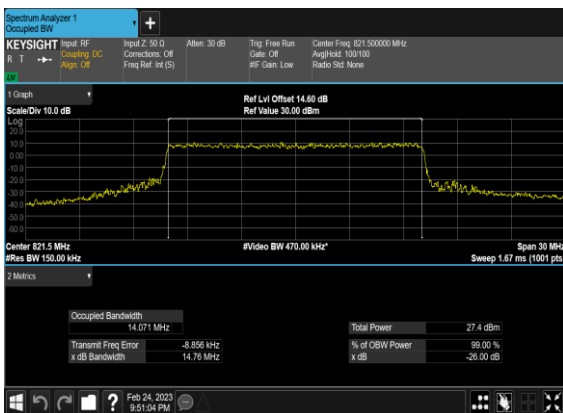 Spectrum Analyzer 1
Occupied BW
+
KEYSIGHT Input: RF Input Z: 50 Ω Atten: 30 dB Trig: Free Run Center Freq: 821.500000 MHz
R T Coupling: DC Corrections: Off Gate: Off Avg|Hold: 100/100
Align: Off Freq Ref: Int (S) #IF Gain: Low Radio Std: None
LXI
1 Graph
Ref Lvl Offset 14.60 dB
Scale/Div 10.0 dB Ref Value 30.00 dBm
Log
20.0
10.0
0.00
-10.0
-20.0
-30.0
-40.0
-50.0
-60.0
Center 821.5 MHz #Video BW 470.00 kHz* Span 30 MHz
#Res BW 150.00 kHz Sweep 1.67 ms (1001 pts
2 Metrics
Occupied Bandwidth
14.071 MHz Total Power 27.4 dBm
Transmit Freq Error -8.856 kHz % of OBW Power 99.00 %
x dB Bandwidth 14.76 MHz x dB -26.00 dB
? Feb 24, 2023
9:51:04 PM